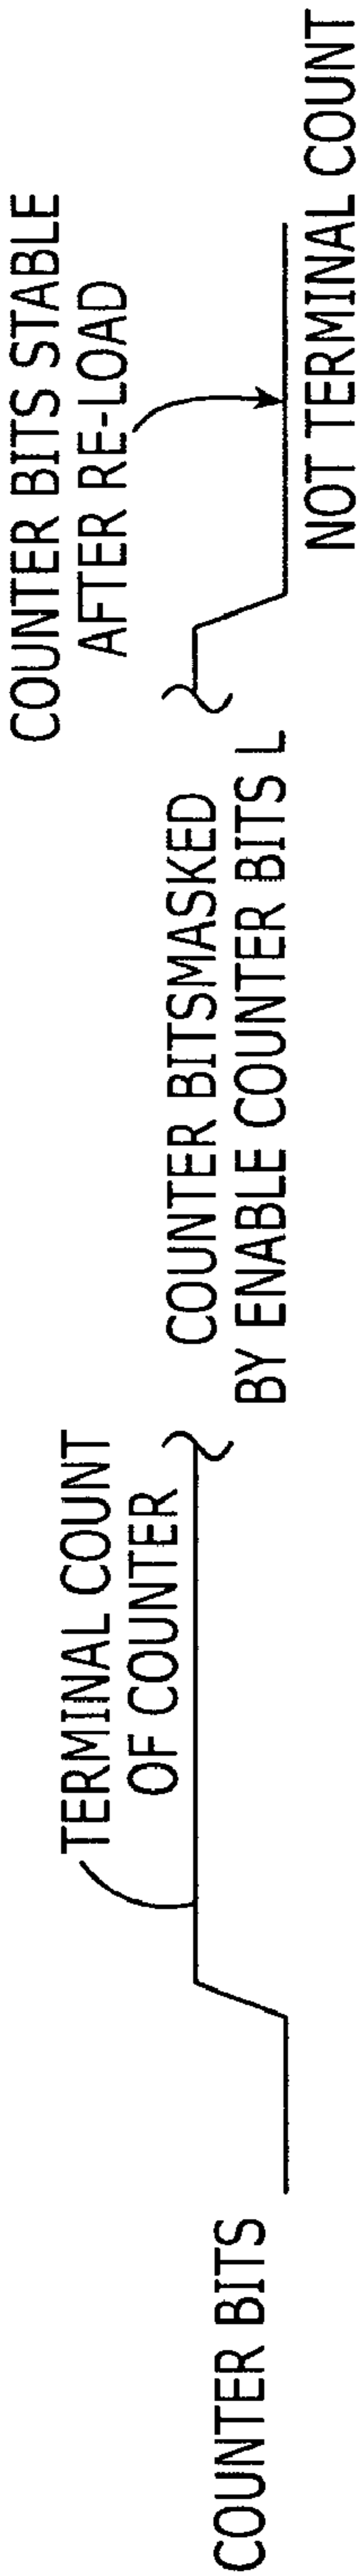 COUNTER BITS
TERMINAL COUNT
OF COUNTER
COUNTER BITSMASKED
BY ENABLE COUNTER BITS L
COUNTER BITS STABLE
AFTER RE-LOAD
NOT TERMINAL COUNT